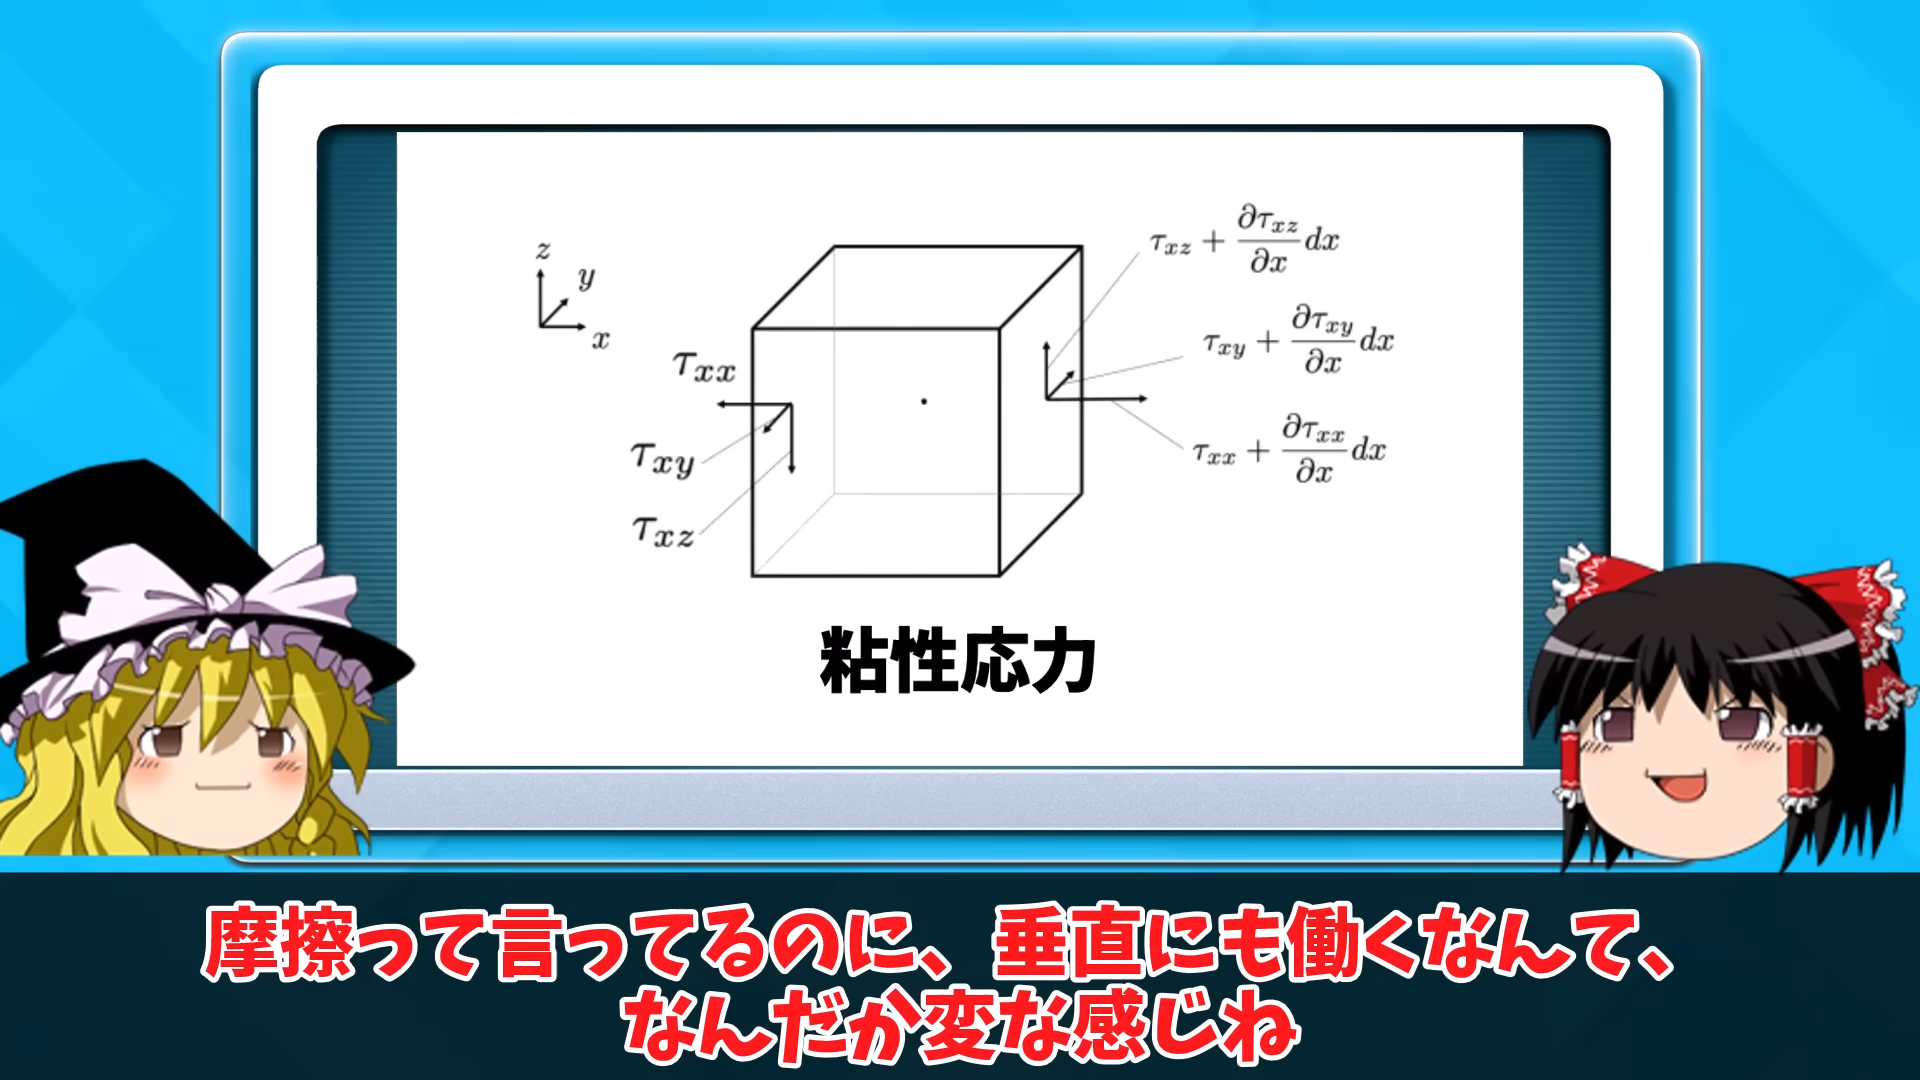 z
y
x
τxx
τxy
τxz
τxz + ∂τxz/∂x dx
τxy + ∂τxy/∂x dx
τxx + ∂τxx/∂x dx
粘性応力
摩擦って言ってるのに、垂直にも働くなんて、
なんだか変な感じね